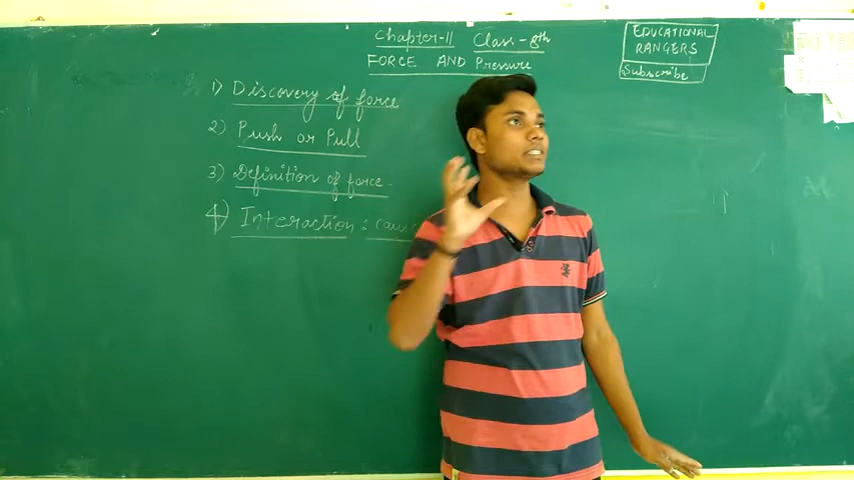 Chapter-11 Class-8th
FORCE AND Pressure
EDUCATIONAL
RANGERS
Subscribe
1) Discovery of force
2) Push or Pull
3) Definition of force
4) Interaction :